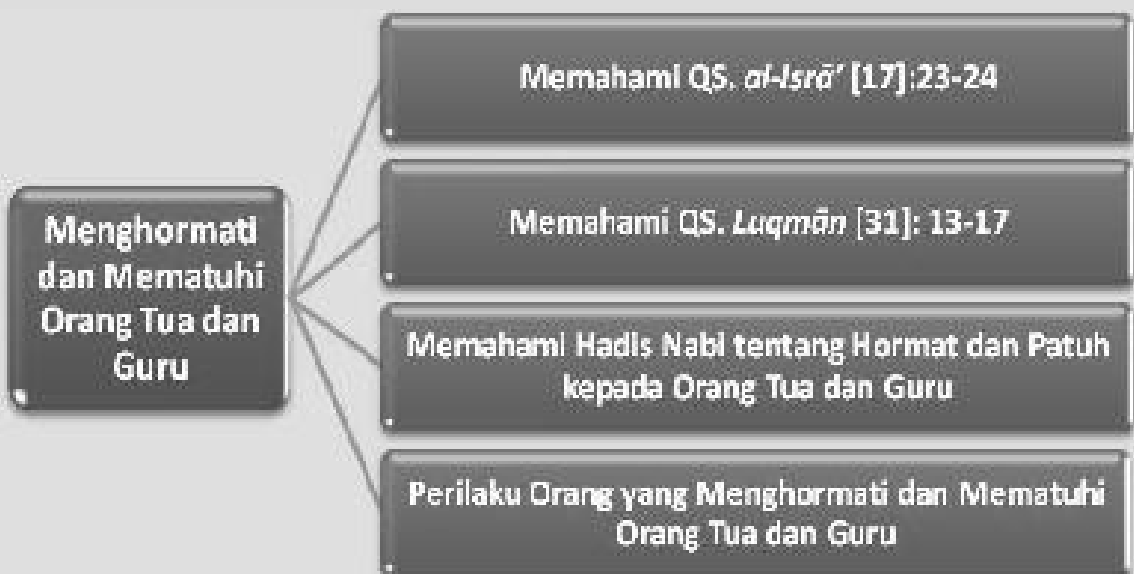 Menghormati
dan Mematuhi
Orang Tua dan
Guru
Memahami QS. al-Isrā' [17]:23-24
Memahami QS. Luqmān [31]: 13-17
Memahami Hadis Nabi tentang Hormat dan Patuh
kepada Orang Tua dan Guru
Perilaku Orang yang Menghormati dan Mematuhi
Orang Tua dan Guru